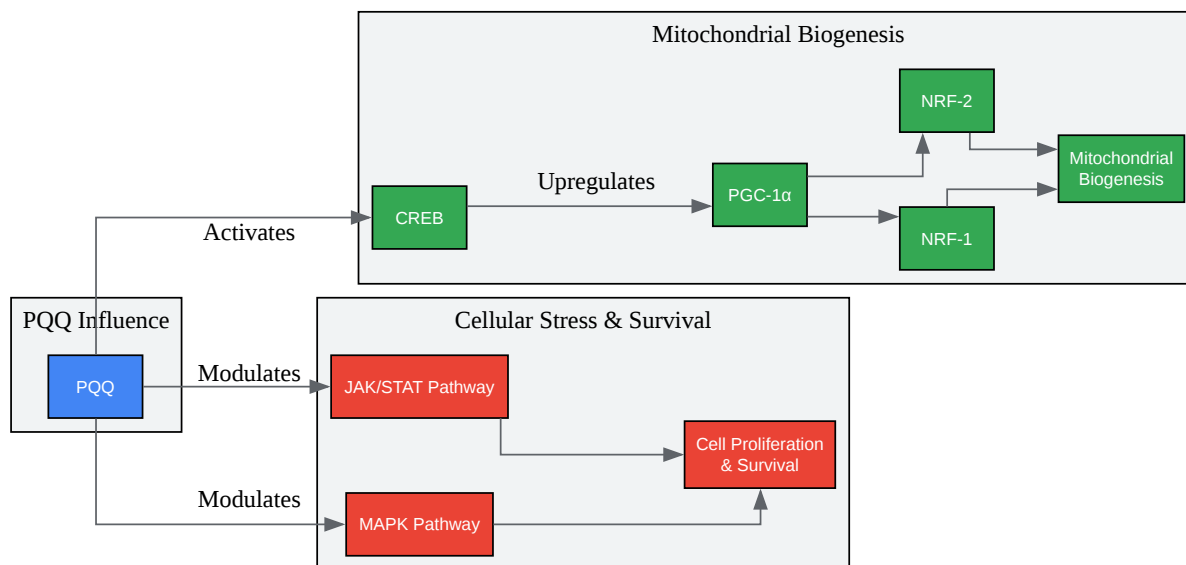 Mitochondrial Biogenesis
NRF-2
Mitochondrial
Biogenesis
Upregulates
PGC-1α
CREB
NRF-1
Activates
PQQ Influence
Cellular Stress & Survival
PQQ
Modulates
JAK/STAT Pathway
Cell Proliferation
& Survival
Modulates
MAPK Pathway